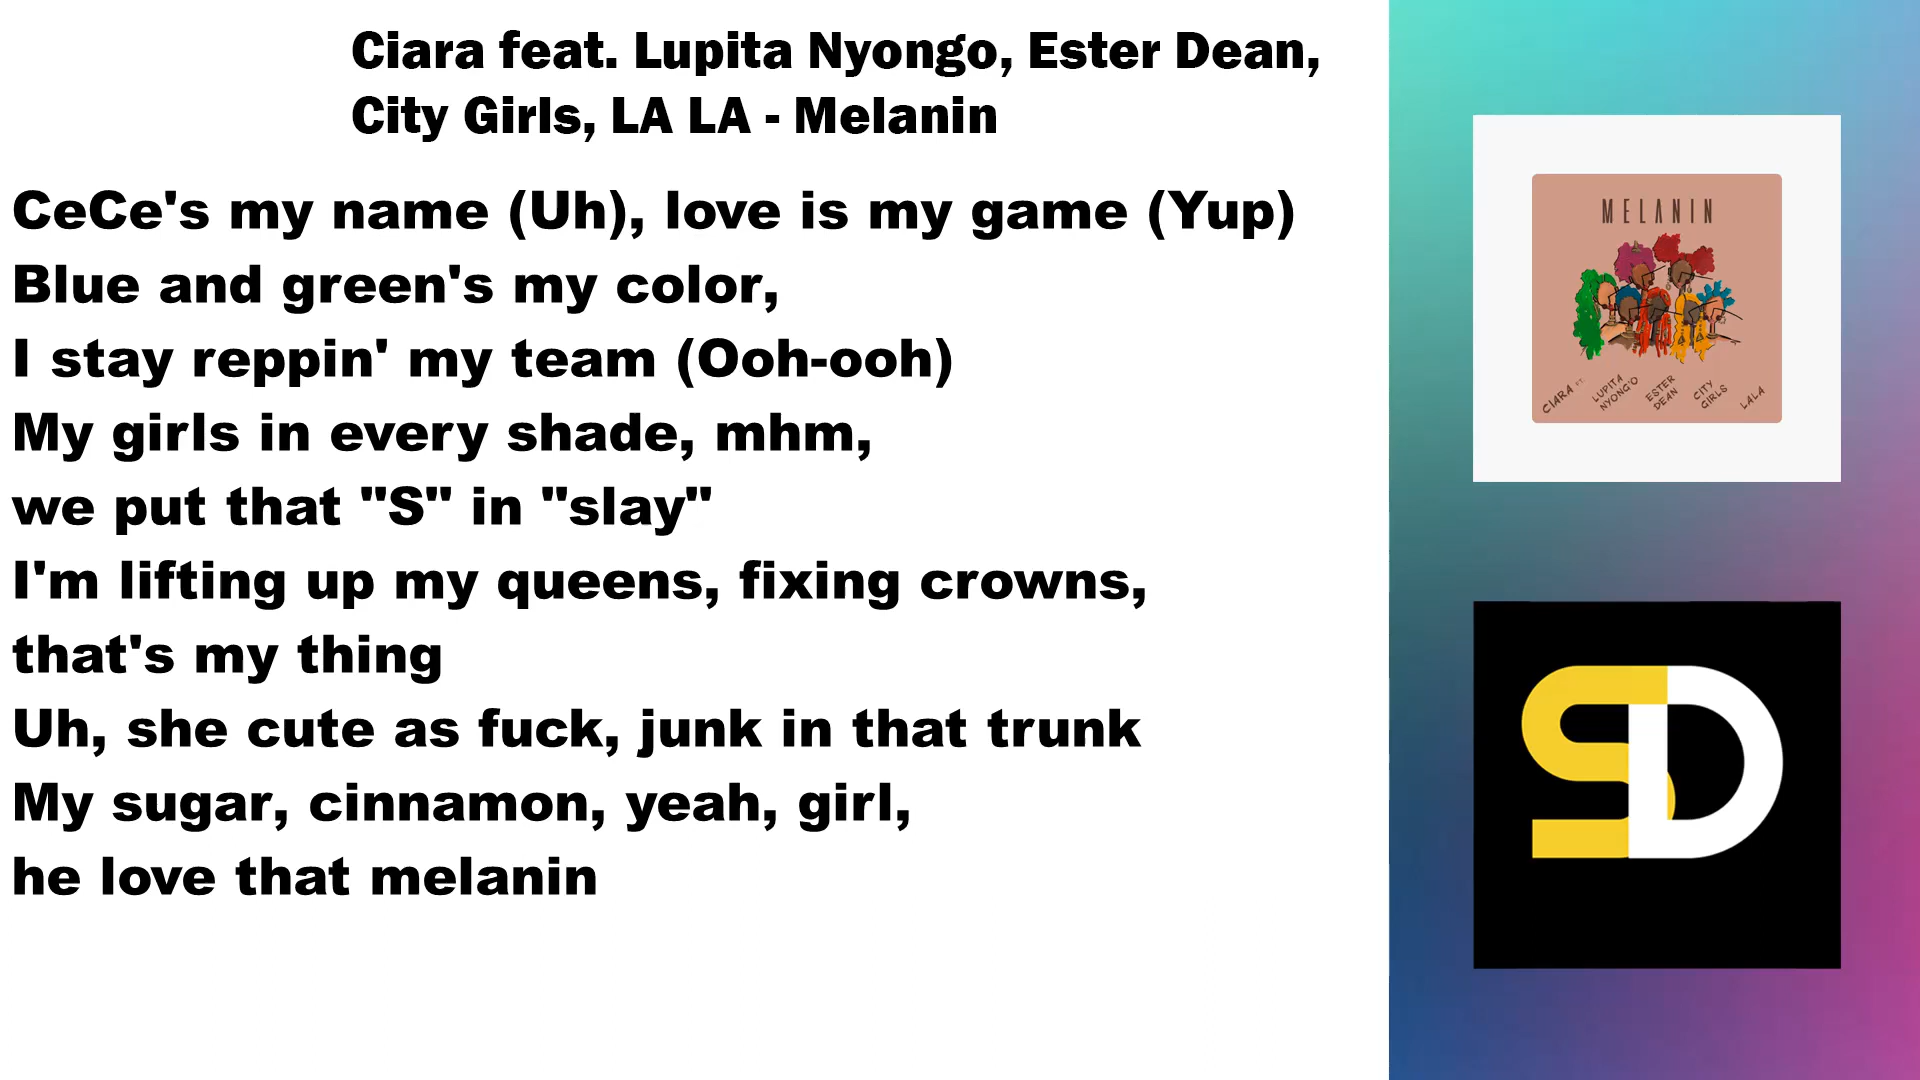 Ciara feat. Lupita Nyongo, Ester Dean,
City Girls, LA LA - Melanin
CeCe's my name (Uh), love is my game (Yup)
Blue and green's my color,
I stay reppin' my team (Ooh-ooh)
My girls in every shade, mhm,
we put that "S" in "slay"
I'm lifting up my queens, fixing crowns,
that's my thing
Uh, she cute as fuck, junk in that trunk
My sugar, cinnamon, yeah, girl,
he love that melanin
MELANIN
CIARA FT.
LUPITA
NYONG'O
ESTER
DEAN
CITY
GIRLS
LALA
SD